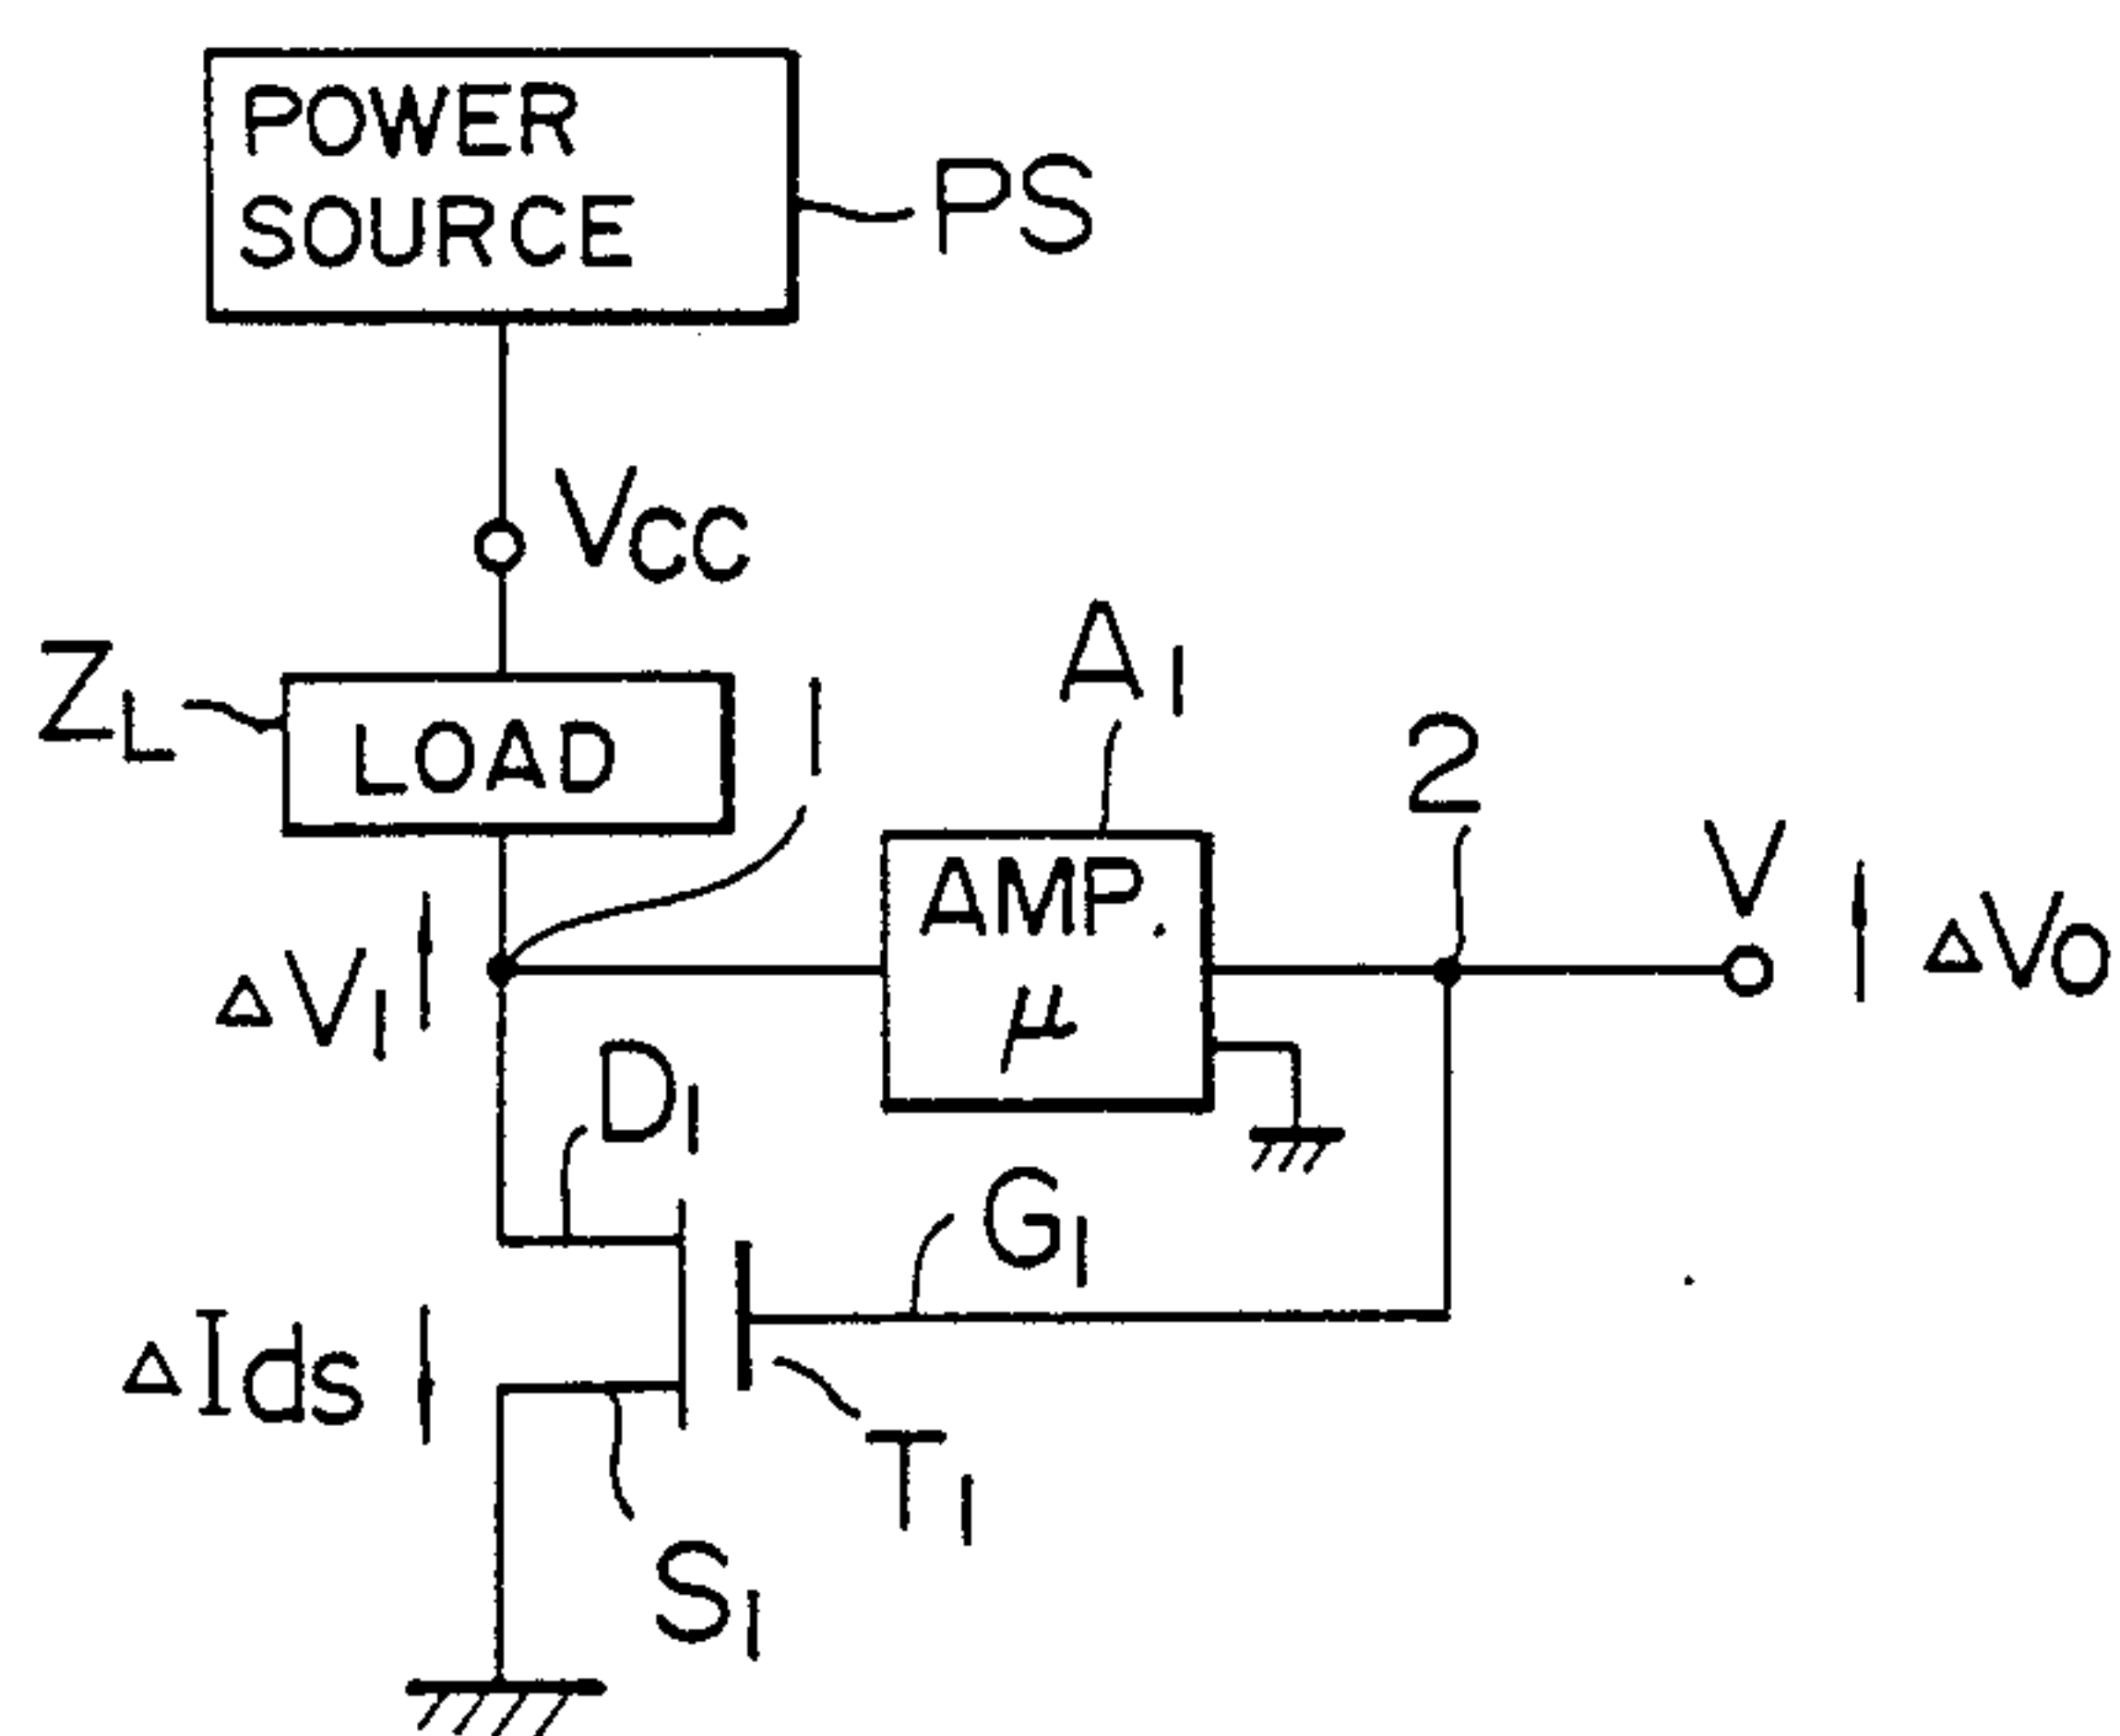 POWER
SOURCE
PS
VCC
ZL
LOAD
1
A1
2
V
ΔVO
AMP.
μ
ΔV1
D1
G1
ΔIds
T1
S1